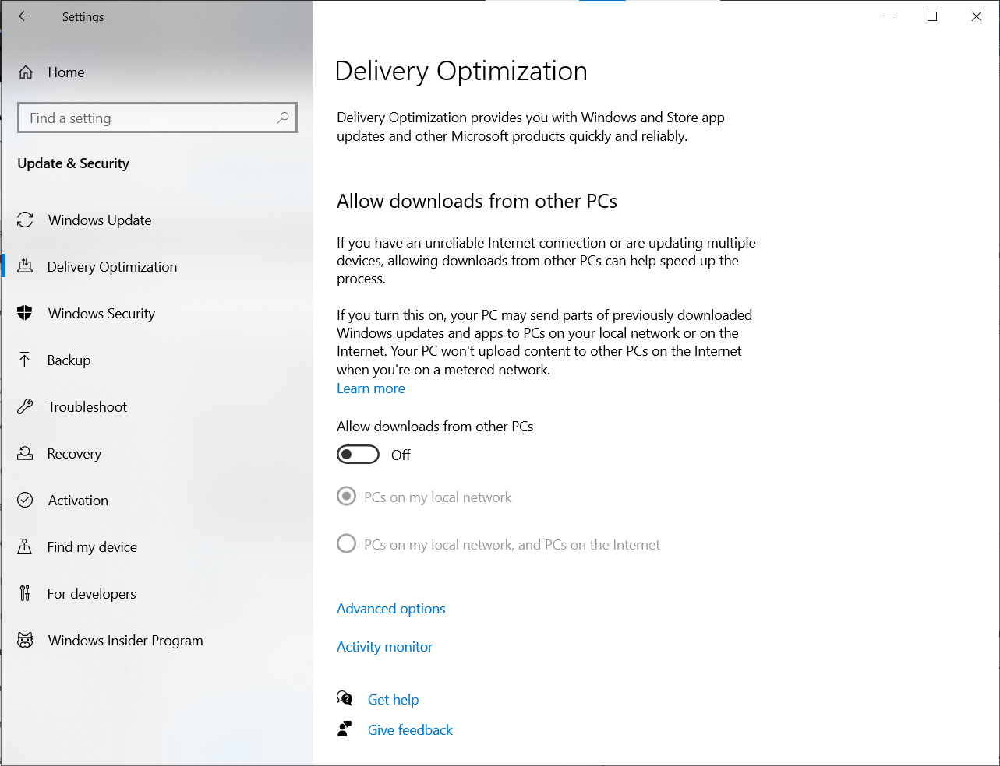 Settings
Home
Find a setting
Update & Security
Windows Update
Delivery Optimization
Windows Security
Backup
Troubleshoot
Recovery
Activation
Find my device
For developers
Windows Insider Program
Delivery Optimization
Delivery Optimization provides you with Windows and Store app
updates and other Microsoft products quickly and reliably.
Allow downloads from other PCs
If you have an unreliable Internet connection or are updating multiple
devices, allowing downloads from other PCs can help speed up the
process.
If you turn this on, your PC may send parts of previously downloaded
Windows updates and apps to PCs on your local network or on the
Internet. Your PC won't upload content to other PCs on the Internet
when you're on a metered network.
Learn more
Allow downloads from other PCs
Off
PCs on my local network
PCs on my local network, and PCs on the Internet
Advanced options
Activity monitor
Get help
Give feedback